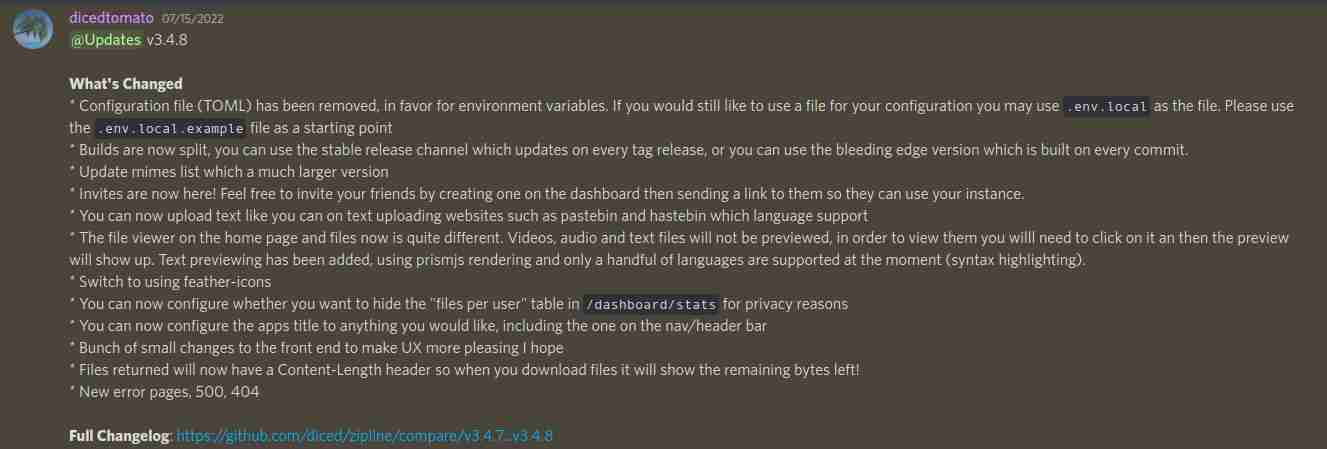 dicedtomato 07/15/2022
@Updates v3.4.8
What's Changed
* Configuration file (TOML) has been removed, in favor for environment variables. If you would still like to use a file for your configuration you may use .env.local as the file. Please use
the .env.local.example file as a starting point
* Builds are now split, you can use the stable release channel which updates on every tag release, or you can use the bleeding edge version which is built on every commit.
* Update mimes list which a much larger version
* Invites are now here! Feel free to invite your friends by creating one on the dashboard then sending a link to them so they can use your instance.
* You can now upload text like you can on text uploading websites such as pastebin and hastebin which language support
* The file viewer on the home page and files now is quite different. Videos, audio and text files will not be previewed, in order to view them you willl need to click on it an then the preview
will show up. Text previewing has been added, using prismjs rendering and only a handful of languages are supported at the moment (syntax highlighting).
* Switch to using feather-icons
* You can now configure whether you want to hide the "files per user" table in /dashboard/stats for privacy reasons
* You can now configure the apps title to anything you would like, including the one on the nav/header bar
* Bunch of small changes to the front end to make UX more pleasing I hope
* Files returned will now have a Content-Length header so when you download files it will show the remaining bytes left!
* New error pages, 500, 404
Full Changelog: https://github.com/diced/zipline/compare/v3.4.7...v3.4.8